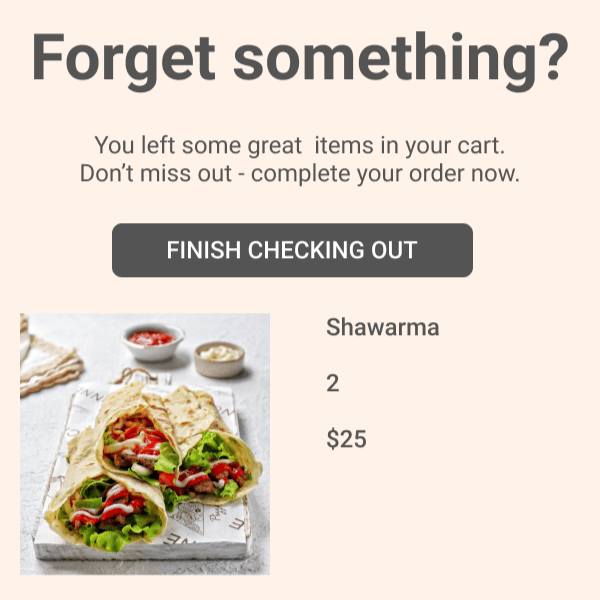 Forget something?
You left some great  items in your cart.
Don’t miss out - complete your order now.
FINISH CHECKING OUT
Shawarma
2
$25